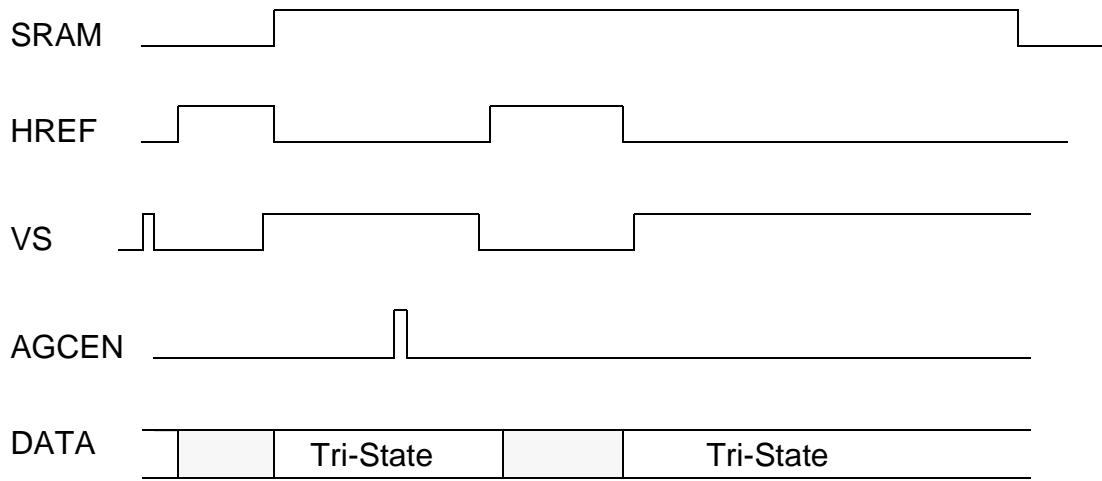 SRAM
HREF
VS
AGCEN
DATA Tri-State Tri-State